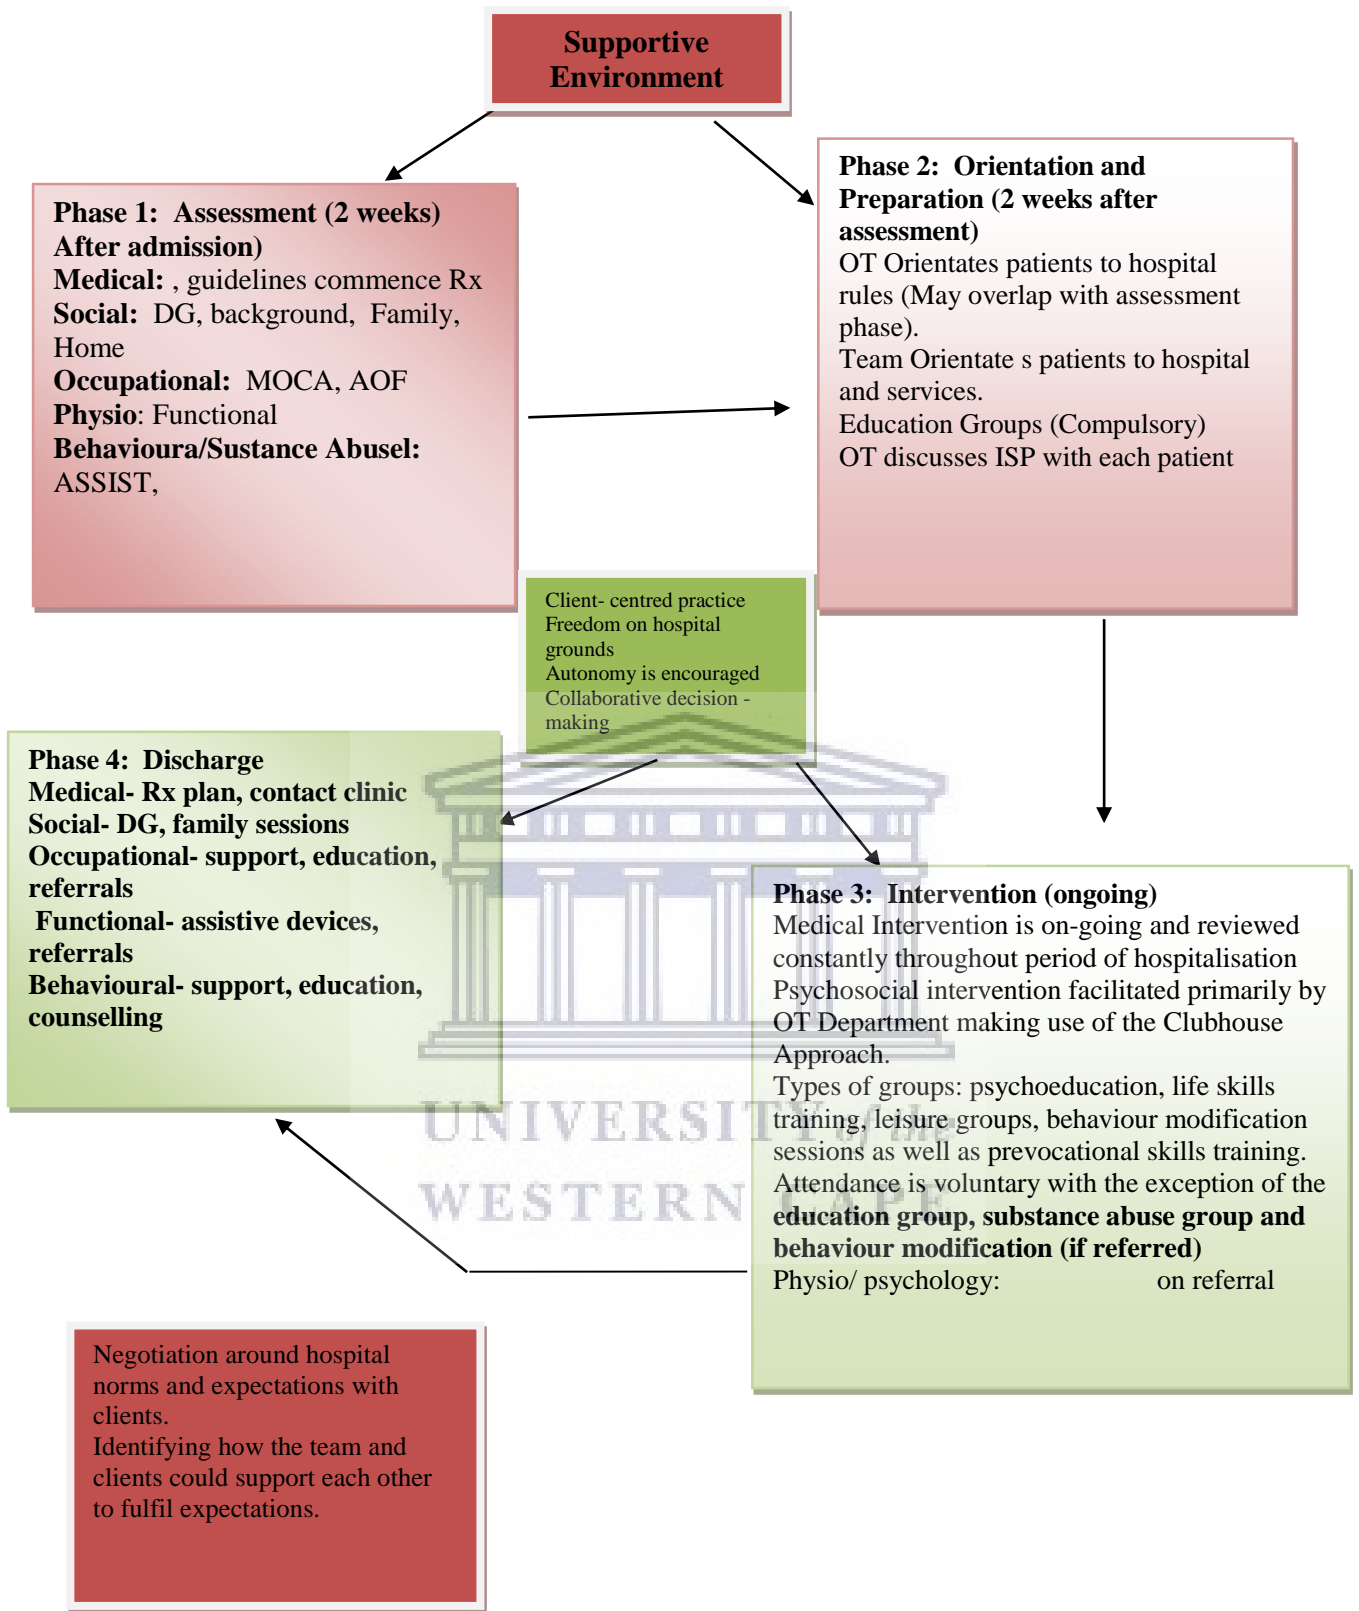 Supportive
Environment
Phase 1:  Assessment (2 weeks)
After admission)
Medical: , guidelines commence Rx
Social:  DG, background,  Family,
Home
Occupational:  MOCA, AOF
Physio: Functional
Behavioura/Sustance Abusel:
ASSIST,
Phase 2:  Orientation and
Preparation (2 weeks after
assessment)
OT Orientates patients to hospital
rules (May overlap with assessment
phase).
Team Orientate s patients to hospital
and services.
Education Groups (Compulsory)
OT discusses ISP with each patient
Client- centred practice
Freedom on hospital
grounds
Autonomy is encouraged
Collaborative decision -
making
Phase 4:  Discharge
Medical- Rx plan, contact clinic
Social- DG, family sessions
Occupational- support, education,
referrals
Functional- assistive devices,
referrals
Behavioural- support, education,
counselling
Phase 3:  Intervention (ongoing)
Medical Intervention is on-going and reviewed
constantly throughout period of hospitalisation
Psychosocial intervention facilitated primarily by
OT Department making use of the Clubhouse
Approach.
Types of groups: psychoeducation, life skills
training, leisure groups, behaviour modification
sessions as well as prevocational skills training.
Attendance is voluntary with the exception of the
education group, substance abuse group and
behaviour modification (if referred)
Physio/ psychology:                    on referral
UNIVERSITY of the
WESTERN CAPE
Negotiation around hospital
norms and expectations with
clients.
Identifying how the team and
clients could support each other
to fulfil expectations.